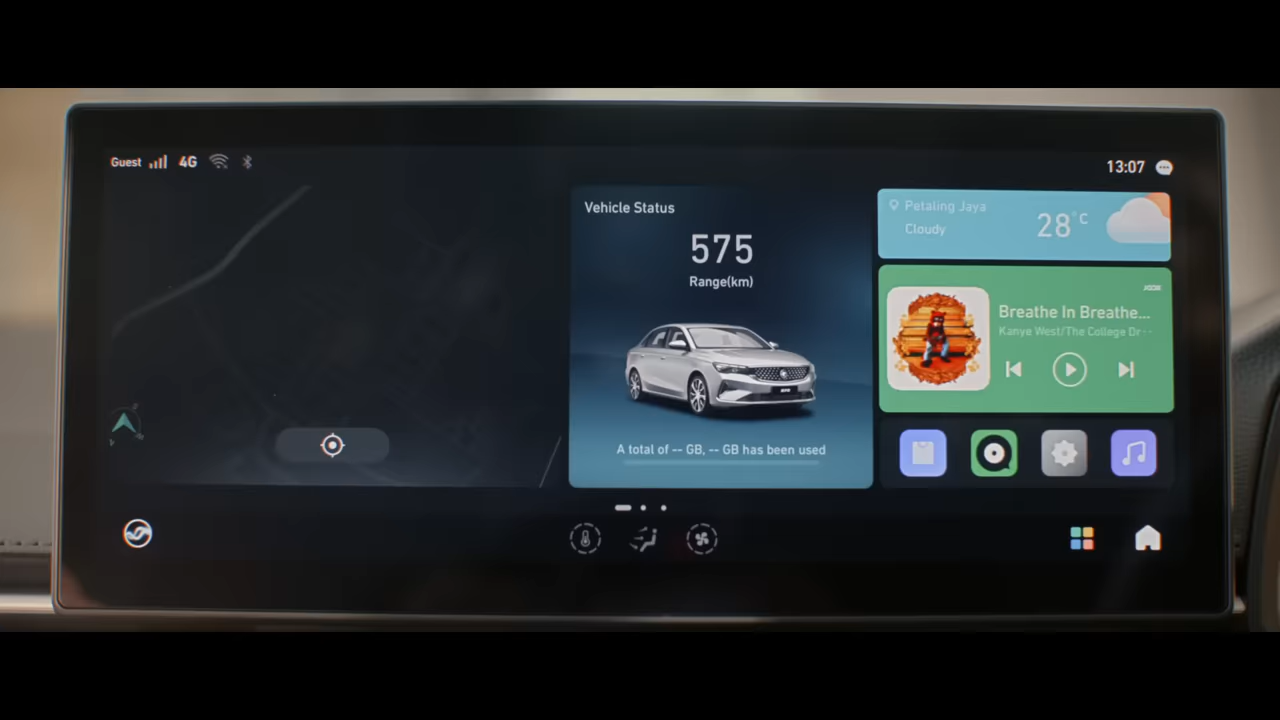 Guest 4G
13:07
Vehicle Status
575
Range(km)
A total of -- GB, -- GB has been used
Petaling Jaya
Cloudy
28°C
JOOX
Breathe In Breathe...
Kanye West/The College Dr...